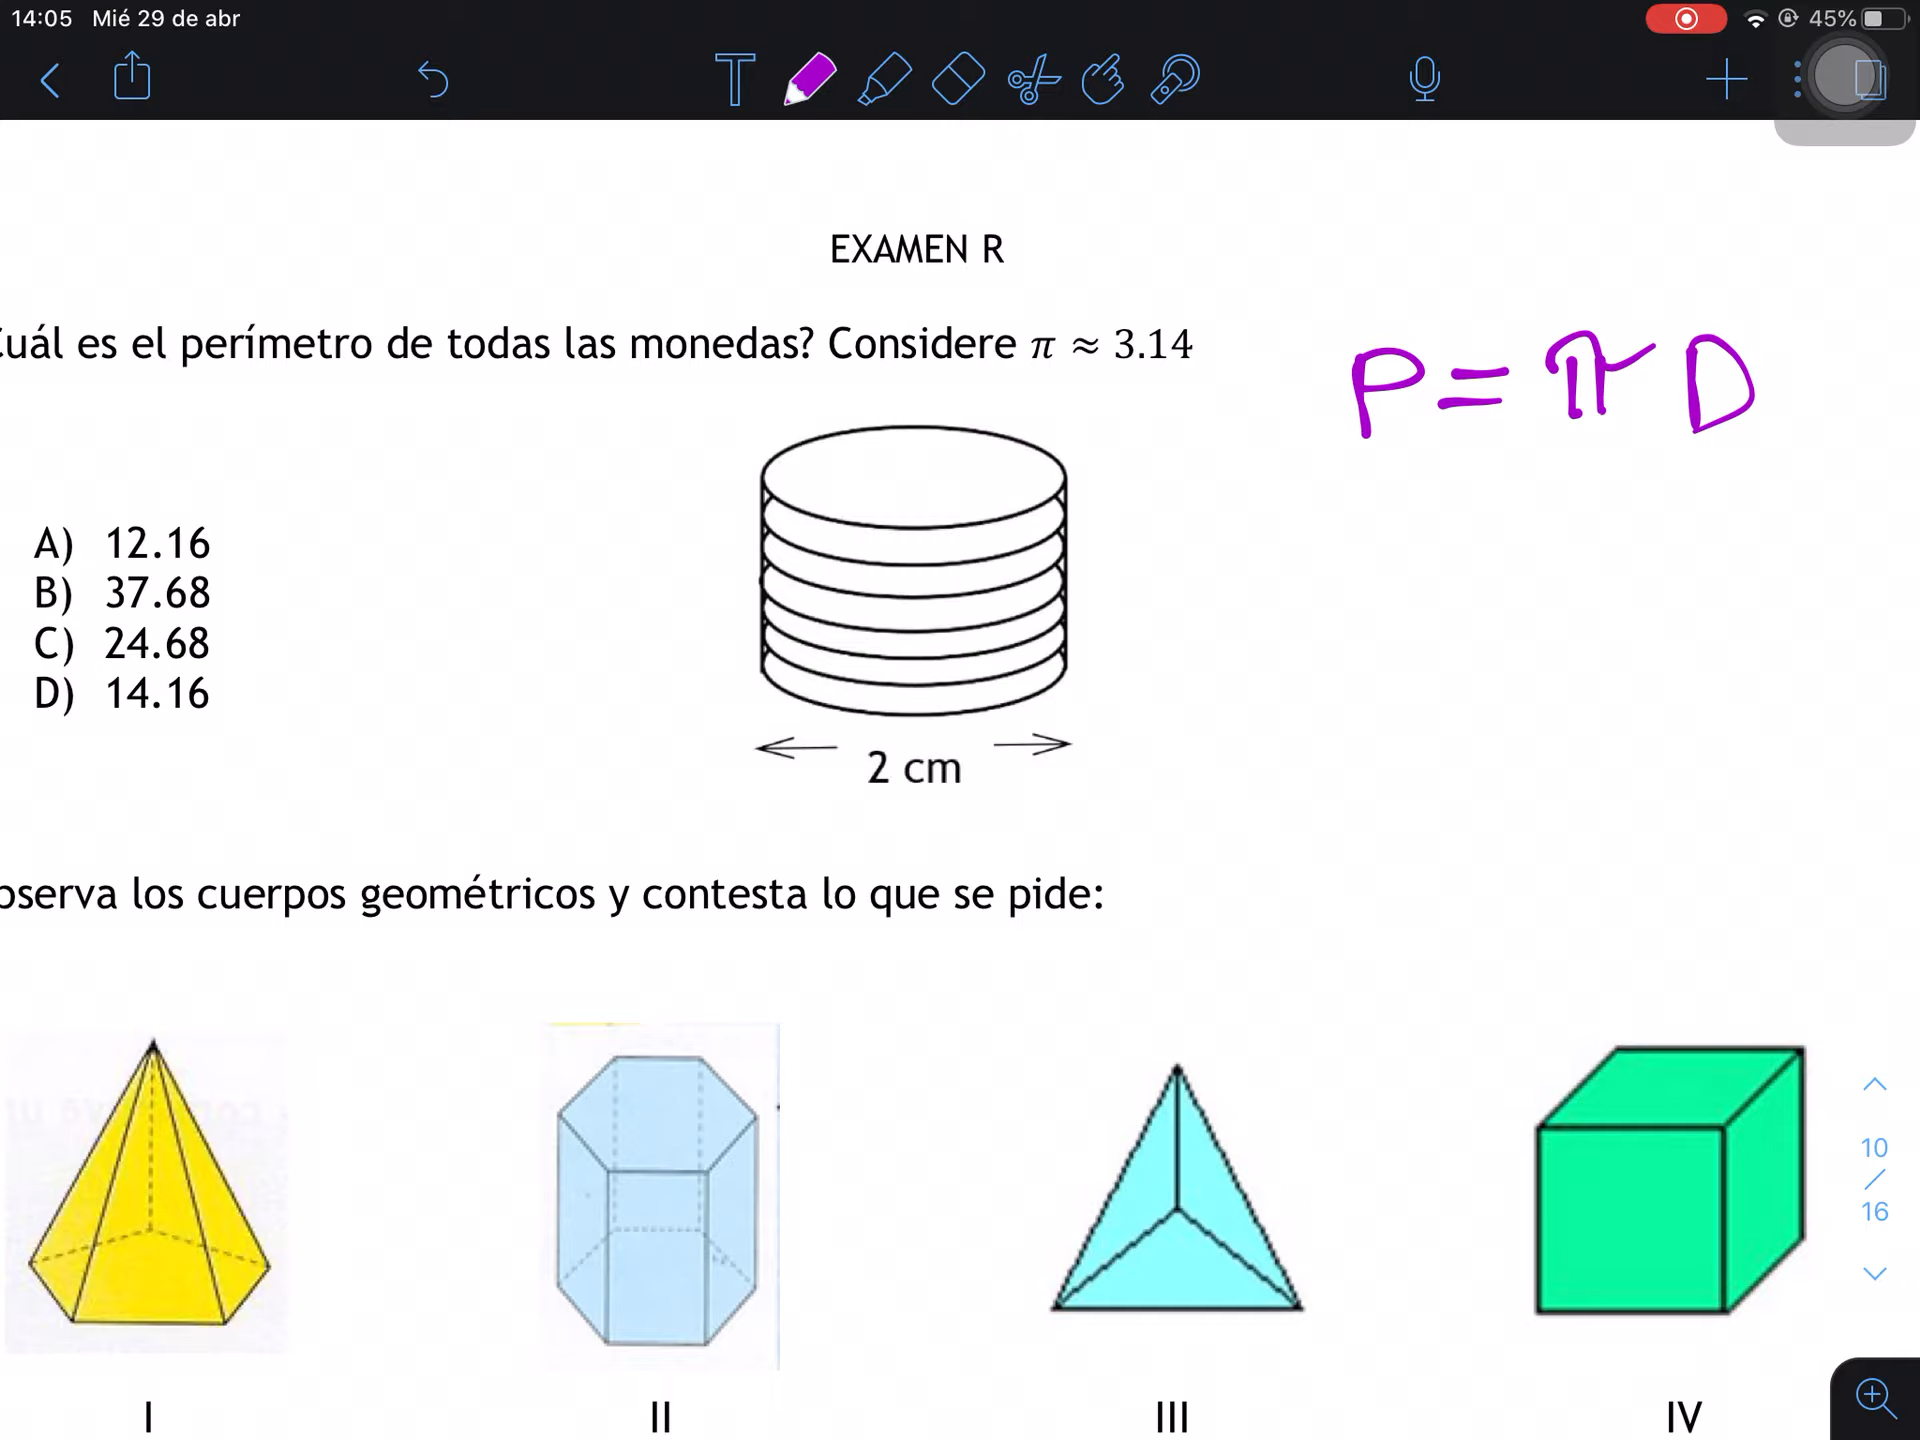 14:05 Mié 29 de abr
45%
T
EXAMEN R
Cuál es el perímetro de todas las monedas? Considere π ≈ 3.14
P = π D
A) 12.16
B) 37.68
C) 24.68
D) 14.16
2 cm
bserva los cuerpos geométricos y contesta lo que se pide:
10
/
16
I II III IV